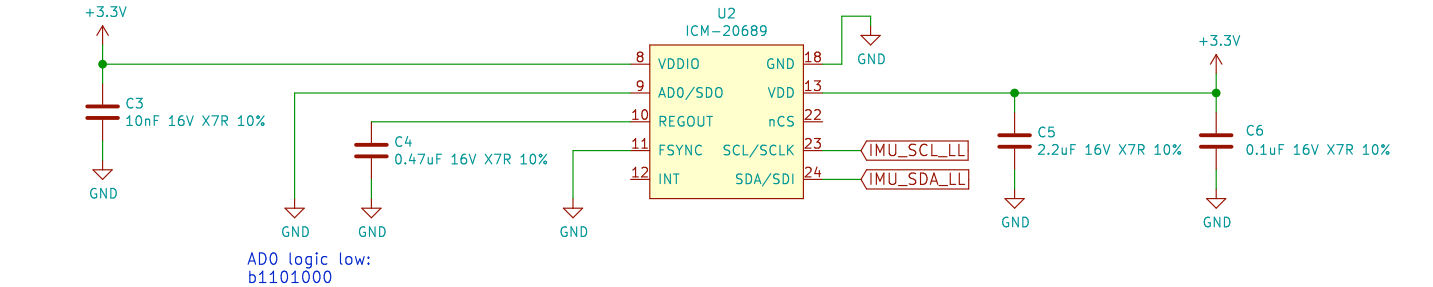 +3.3V
U2
ICM-20689
+3.3V
8 VDDIO GND 18
GND
9 AD0/SDO VDD 13
C3
10nF 16V X7R 10%
10 REGOUT nCS 22
C4
0.47uF 16V X7R 10%
11 FSYNC SCL/SCLK 23 IMU_SCL_LL
C5
2.2uF 16V X7R 10%
C6
0.1uF 16V X7R 10%
12 INT SDA/SDI 24 IMU_SDA_LL
GND
GND
GND
GND
GND
GND
AD0 logic low:
b1101000